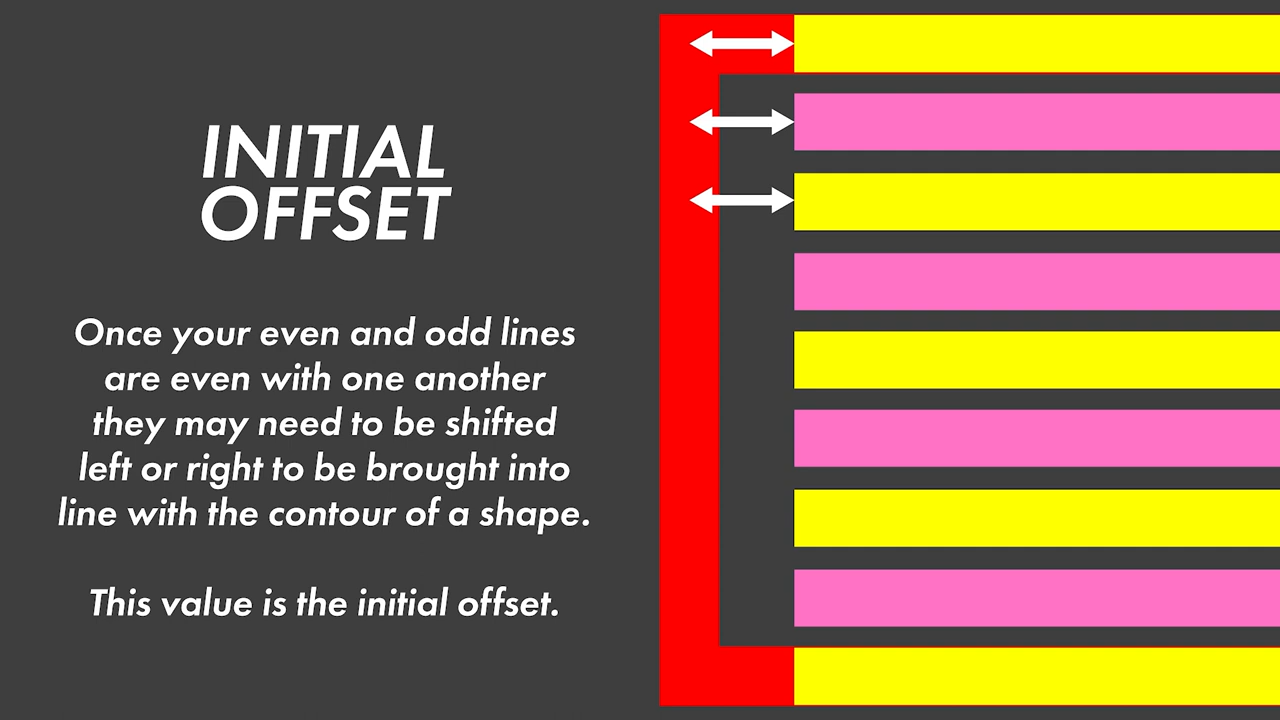 INITIAL
OFFSET
Once your even and odd lines
are even with one another
they may need to be shifted
left or right to be brought into
line with the contour of a shape.
This value is the initial offset.